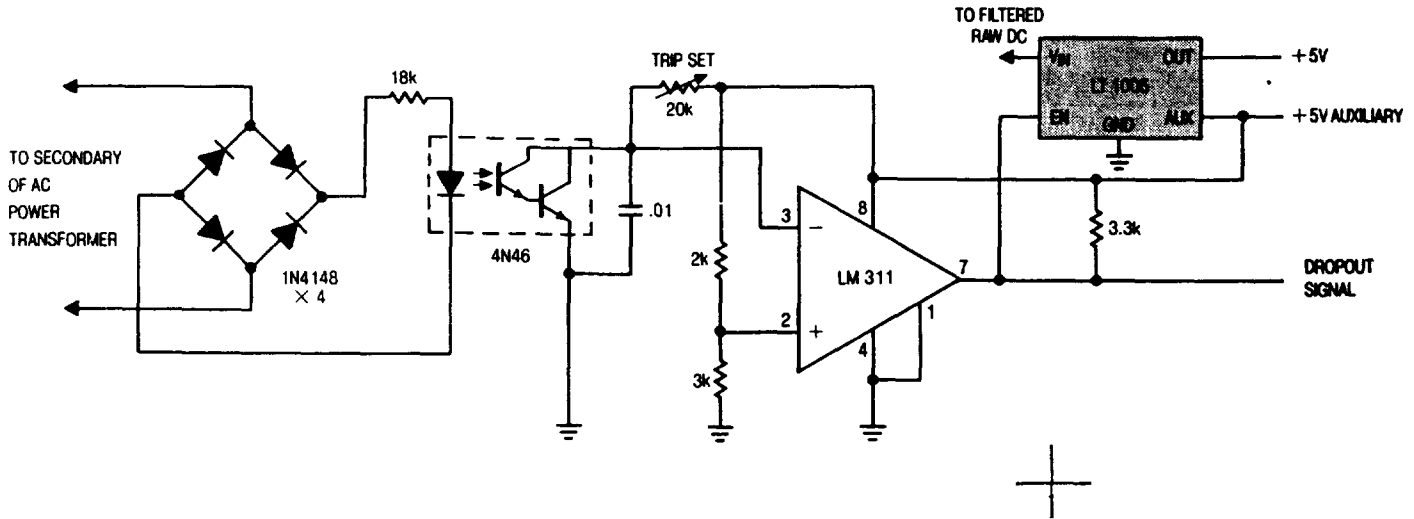 TO SECONDARY
OF AC
POWER
TRANSFORMER
1N4148
× 4
18k
4N46
TRIP SET
20k
.01
2k
3k
3
2
8
LM 311
7
1
4
TO FILTERED
RAW DC
VIN
OUT
LT 1005
EN
AUX
GND
+5V
+5V AUXILIARY
3.3k
DROPOUT
SIGNAL